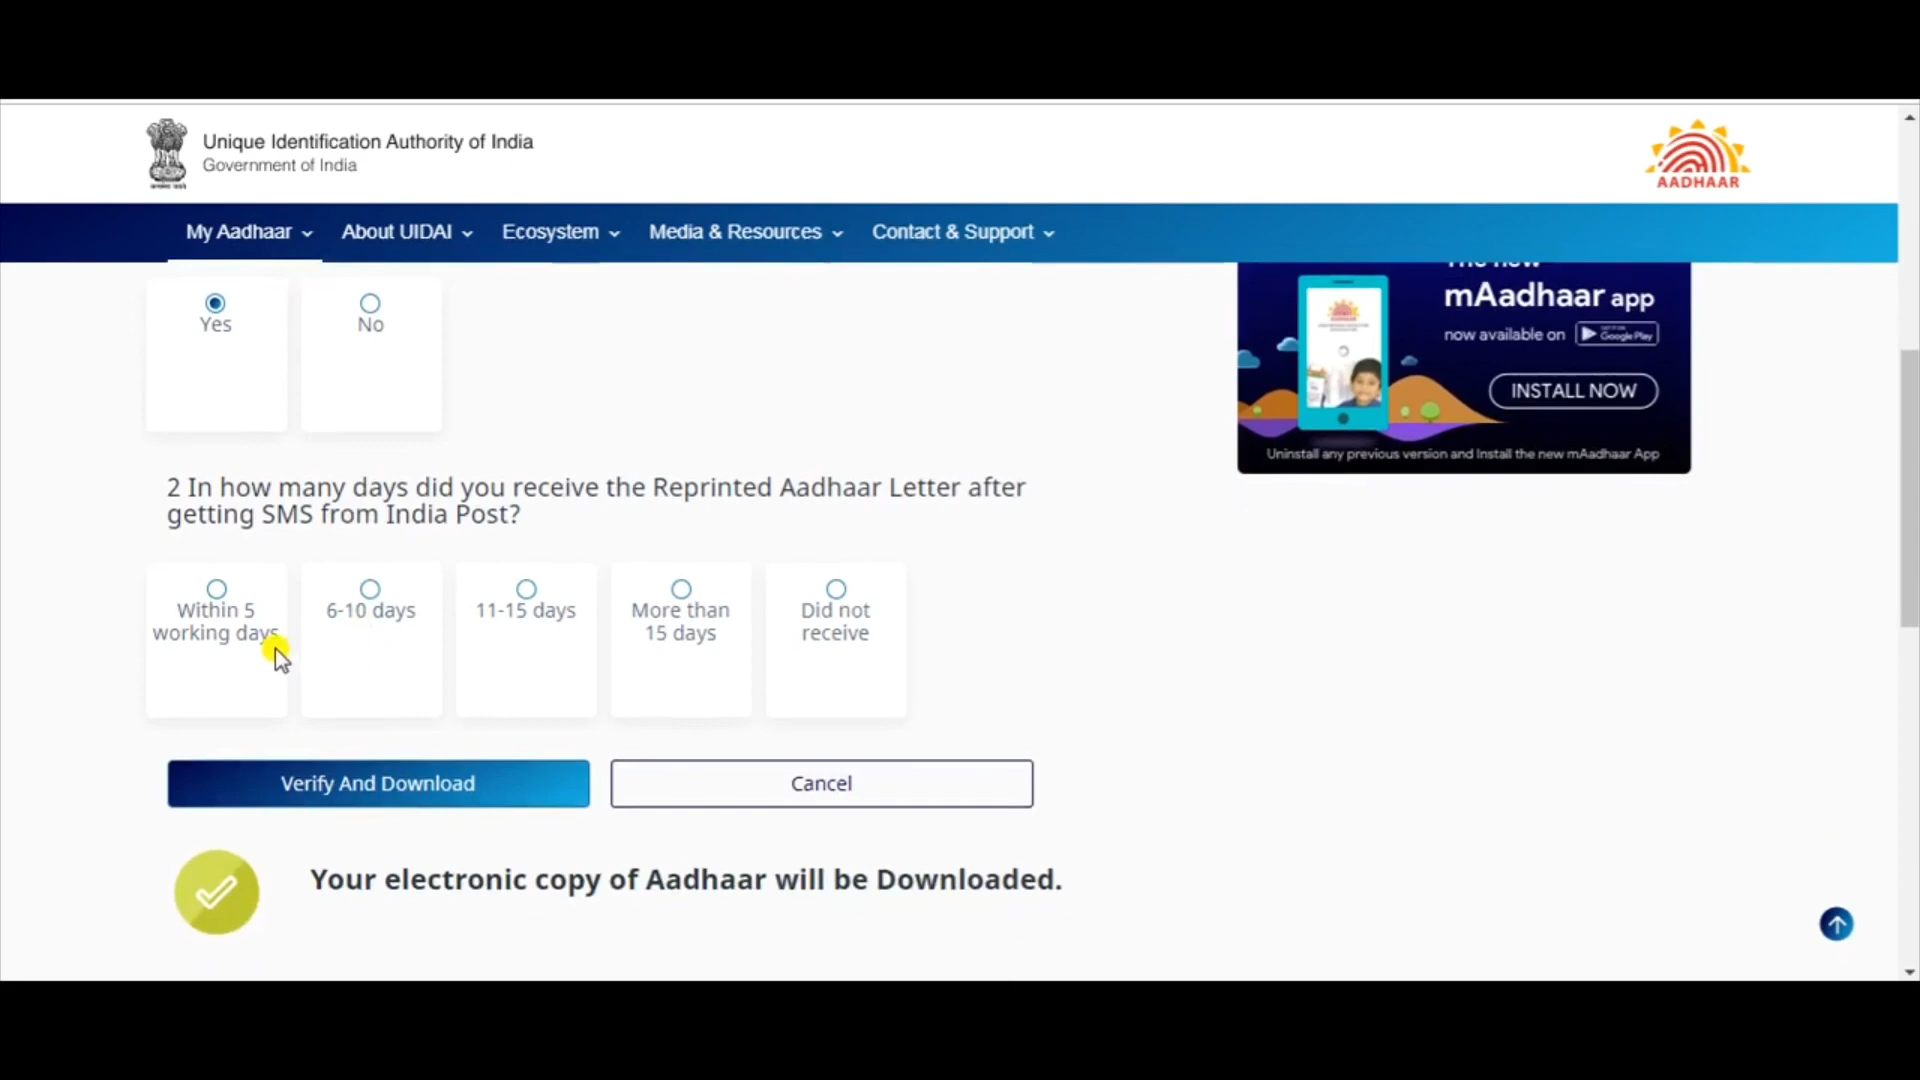 Unique Identification Authority of India
Government of India
AADHAAR
My Aadhaar
About UIDAI
Ecosystem
Media & Resources
Contact & Support
Yes
No
mAadhaar app
now available on
Google Play
INSTALL NOW
Uninstall any previous version and Install the new mAadhaar App
2 In how many days did you receive the Reprinted Aadhaar Letter after
getting SMS from India Post?
Within 5
working days
6-10 days
11-15 days
More than
15 days
Did not
receive
Verify And Download
Cancel
Your electronic copy of Aadhaar will be Downloaded.